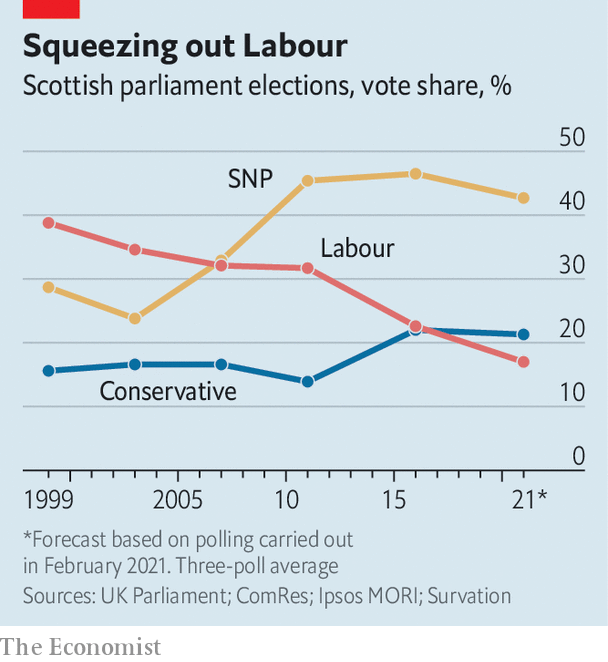 Squeezing out Labour
Scottish parliament elections, vote share, %
50
SNP
40
Labour
30
20
Conservative
10
0
1999 2005 10 15 21*
*Forecast based on polling carried out
in February 2021. Three-poll average
Sources: UK Parliament; ComRes; Ipsos MORI; Survation
The Economist